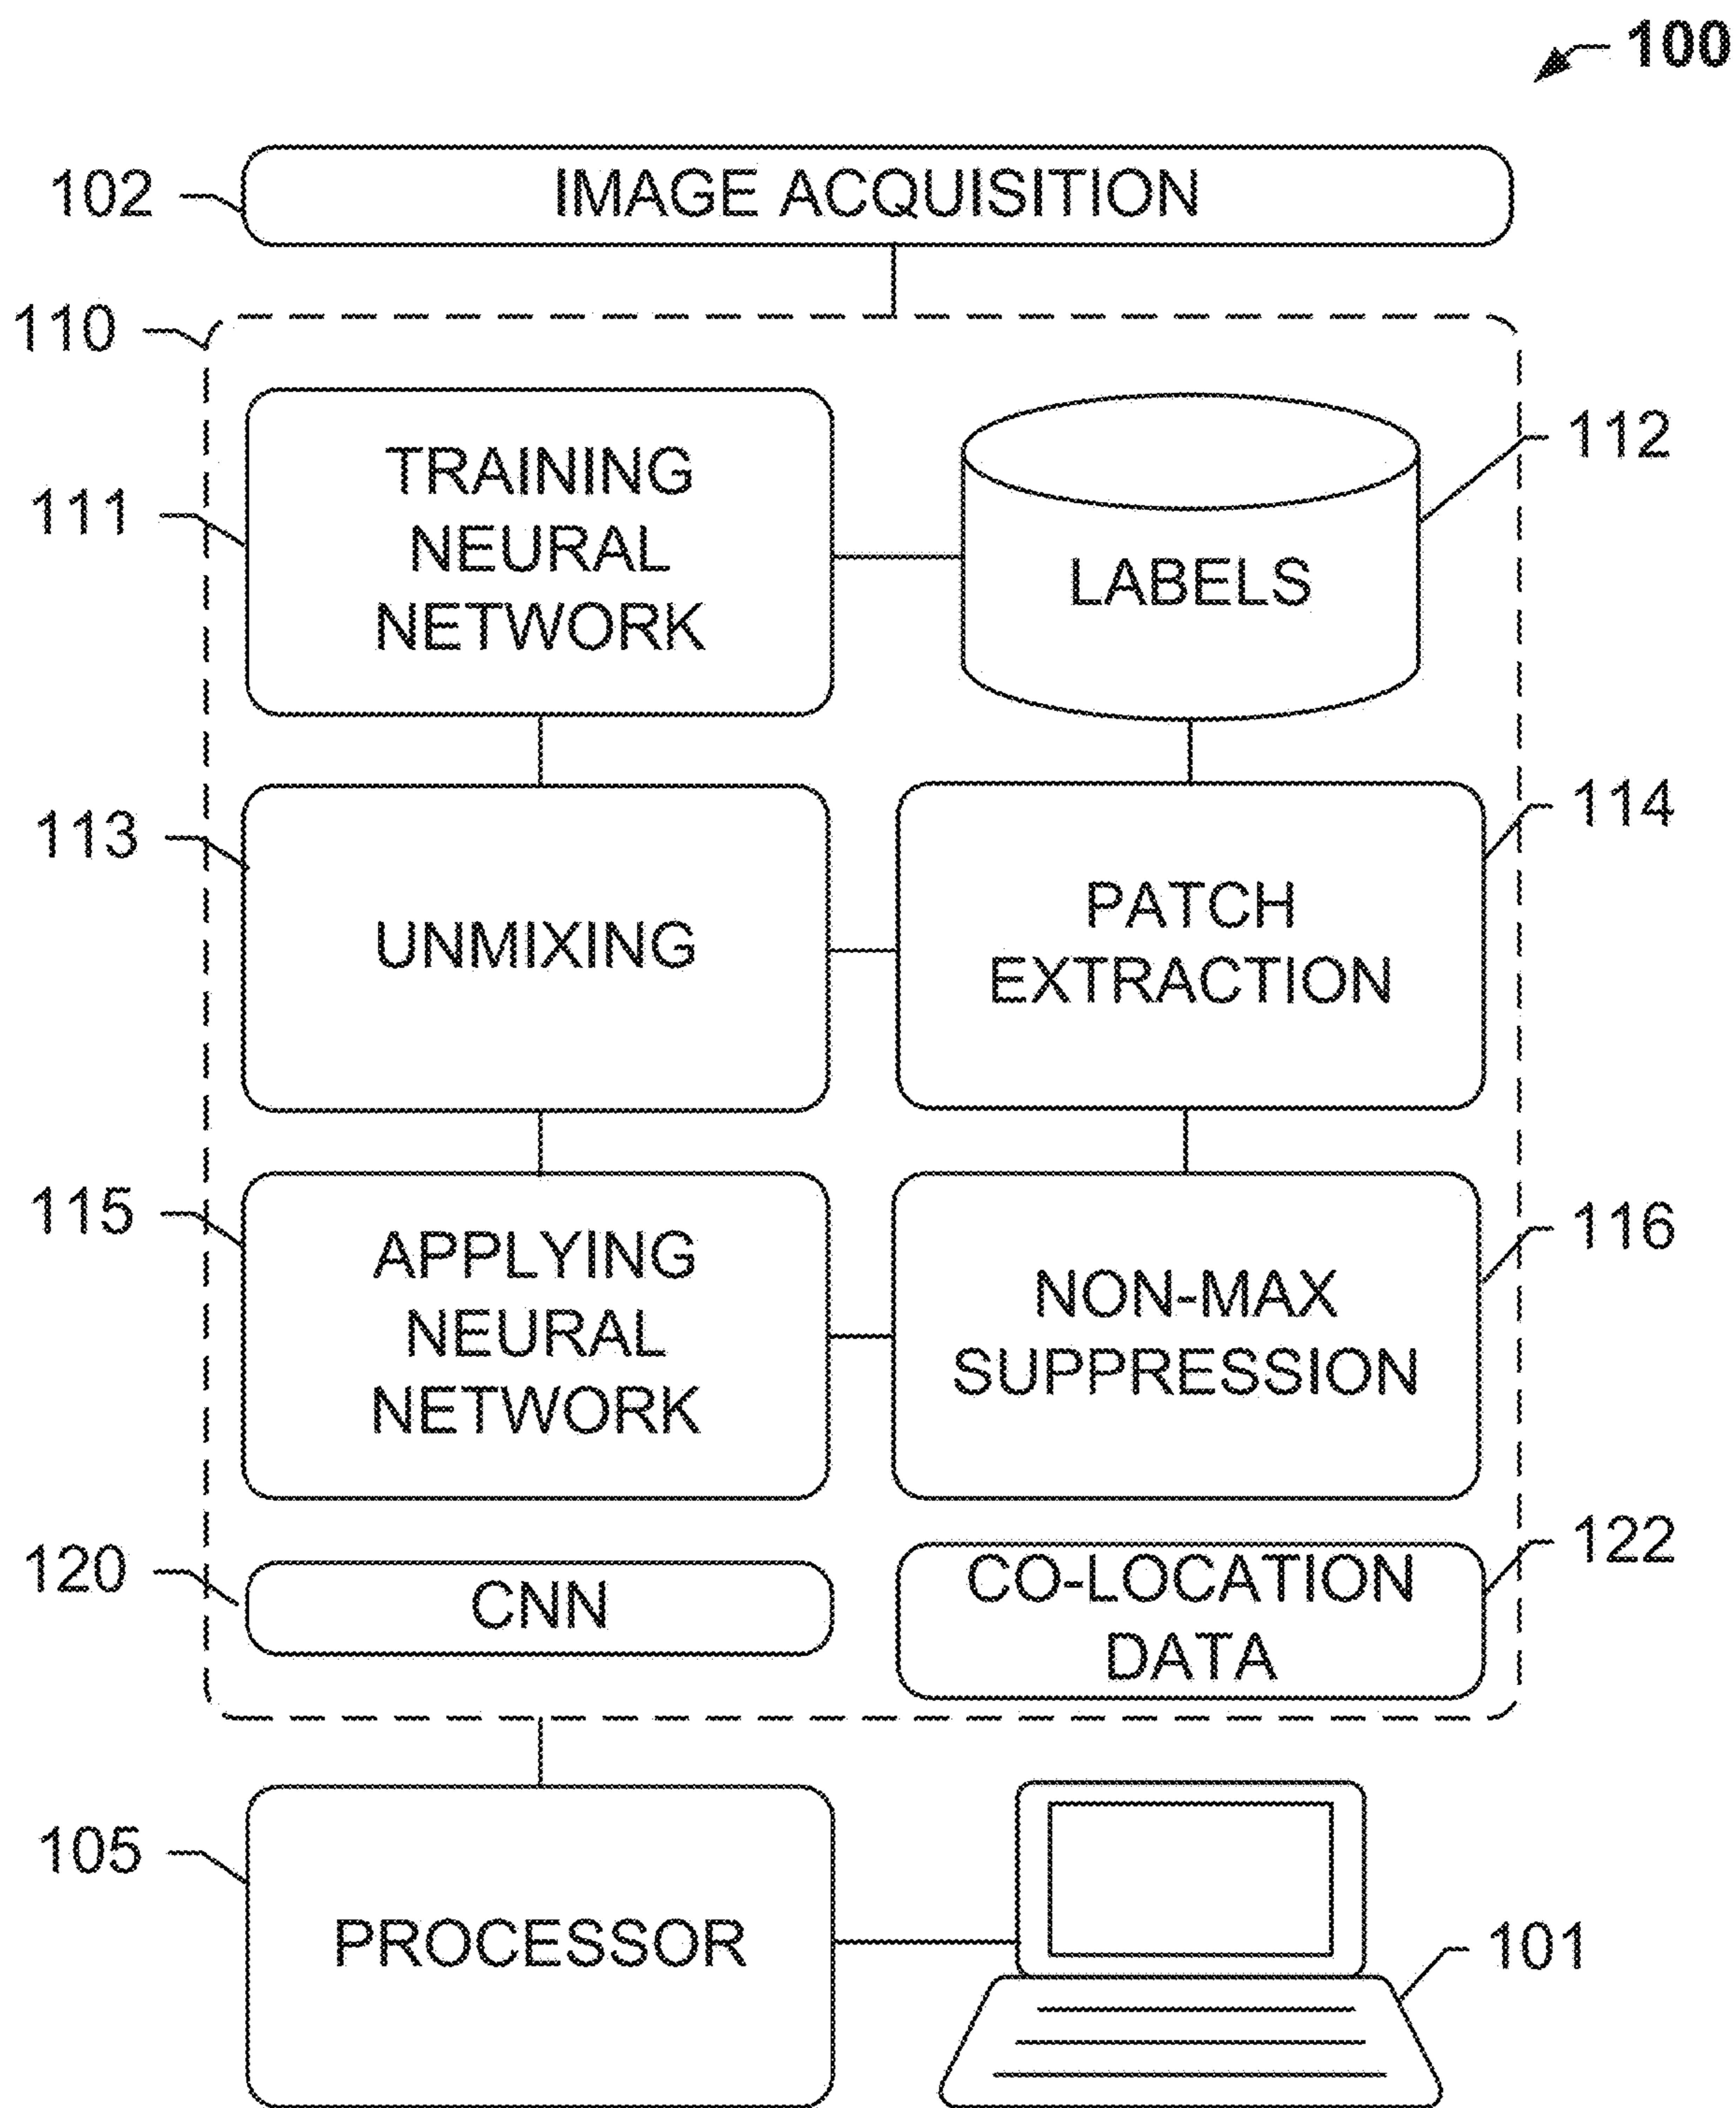 100
102
IMAGE ACQUISITION
110
111
TRAINING
NEURAL
NETWORK
LABELS
112
113
UNMIXING
PATCH
EXTRACTION
114
115
APPLYING
NEURAL
NETWORK
NON-MAX
SUPPRESSION
116
120
CNN
CO-LOCATION
DATA
122
105
PROCESSOR
101